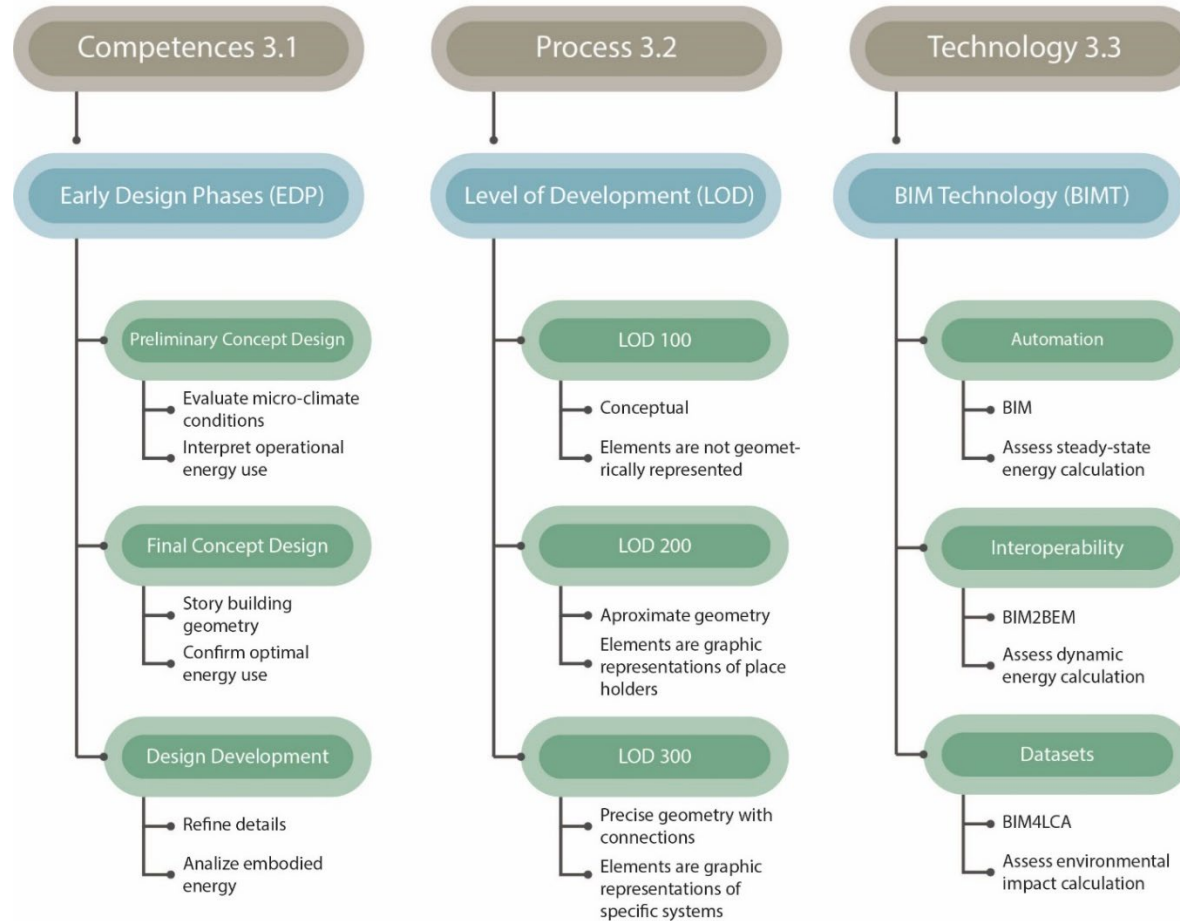 Competences 3.1
Early Design Phases (EDP)
Preliminary Concept Design
Evaluate micro-climate
conditions
Interpret operational
energy use
Final Concept Design
Story building
geometry
Confirm optimal
energy use
Design Development
Refine details
Analize embodied
energy
Process 3.2
Level of Development (LOD)
LOD 100
Conceptual
Elements are not geomet-
rically represented
LOD 200
Aproximate geometry
Elements are graphic
representations of place
holders
LOD 300
Precise geometry with
connections
Elements are graphic
representations of
specific systems
Technology 3.3
BIM Technology (BIMT)
Automation
BIM
Assess steady-state
energy calculation
Interoperability
BIM2BEM
Assess dynamic
energy calculation
Datasets
BIM4LCA
Assess environmental
impact calculation